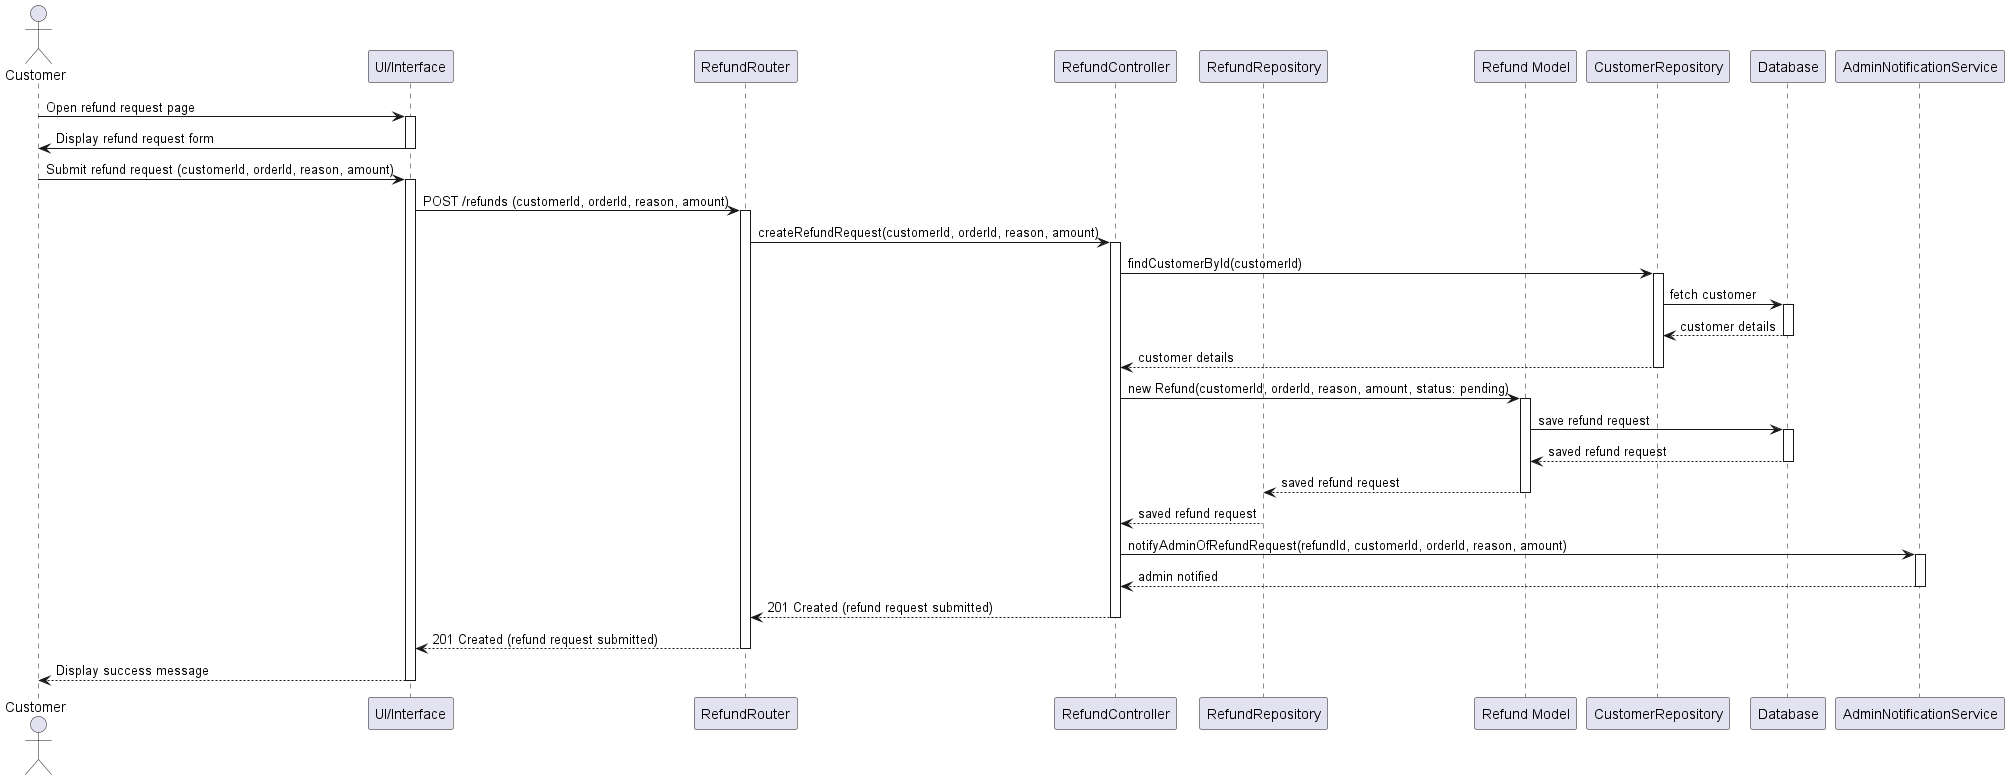 Customer
UI/Interface
RefundRouter
RefundController
RefundRepository
Refund Model
CustomerRepository
Database
AdminNotificationService
Open refund request page
Display refund request form
Submit refund request (customerId, orderId, reason, amount)
POST /refunds (customerId, orderId, reason, amount)
createRefundRequest(customerId, orderId, reason, amount)
findCustomerById(customerId)
fetch customer
customer details
customer details
new Refund(customerId, orderId, reason, amount, status: pending)
save refund request
saved refund request
saved refund request
saved refund request
notifyAdminOfRefundRequest(refundId, customerId, orderId, reason, amount)
admin notified
201 Created (refund request submitted)
201 Created (refund request submitted)
Display success message
Customer
UI/Interface
RefundRouter
RefundController
RefundRepository
Refund Model
CustomerRepository
Database
AdminNotificationService